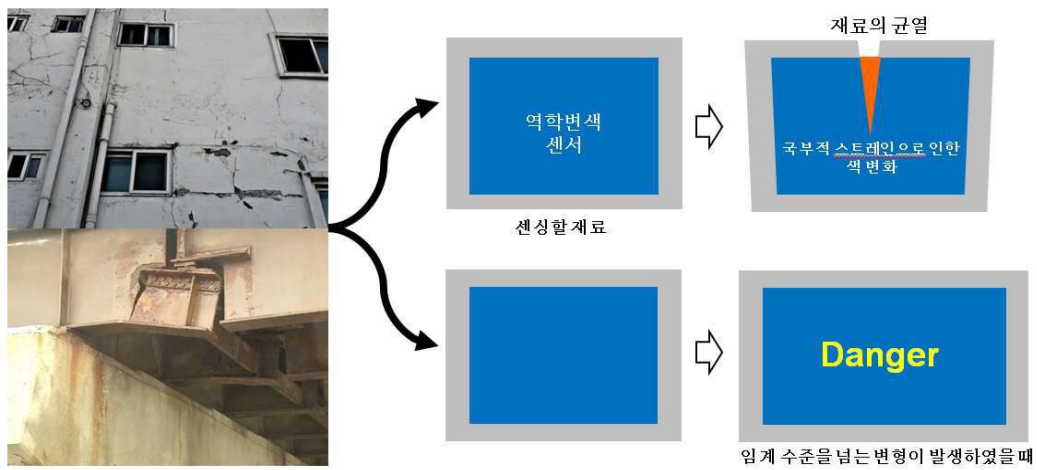 재료의 균열
역학변색
센서
국부적 스트레인으로 인한
색 변화
센싱할 재료
Danger
임계 수준을 넘는 변형이 발생하였을 때